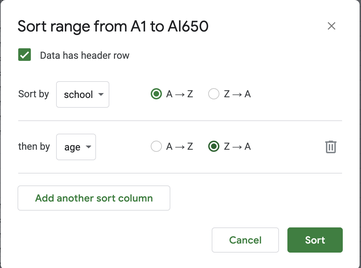 Sort range from A1 to AI650
Data has header row
Sort by school A → Z Z → A
then by age A → Z Z → A
Add another sort column
Cancel Sort